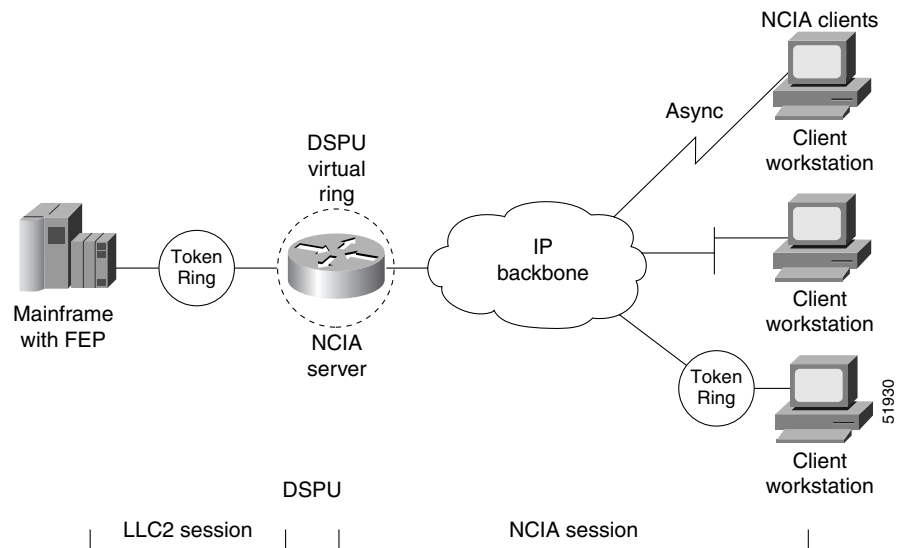 NCIA clients
Async
Client
workstation
DSPU
virtual
ring
Token
Ring
IP
backbone
Mainframe
with FEP
NCIA
server
Client
workstation
Token
Ring
51930
Client
workstation
DSPU
LLC2 session
NCIA session